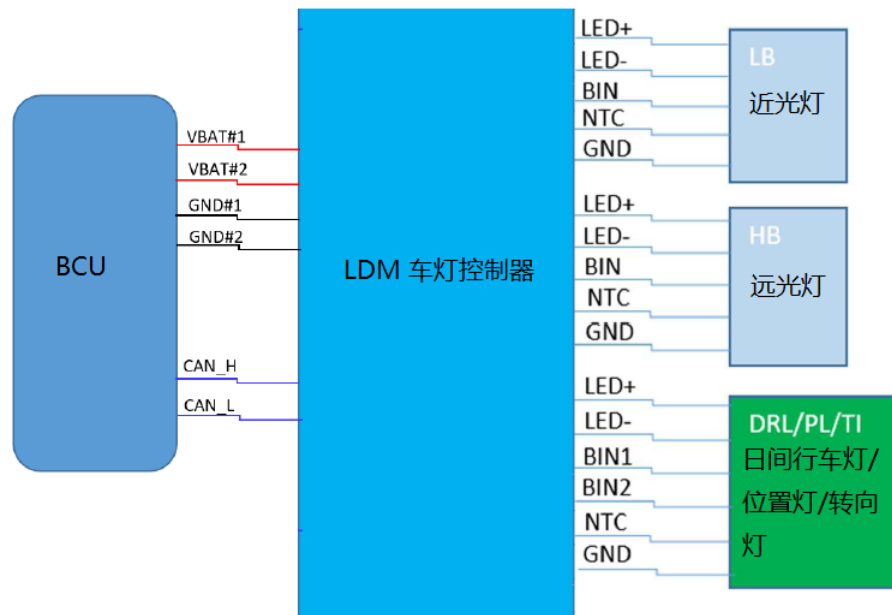 BCU
VBAT#1
VBAT#2
GND#1
GND#2
CAN_H
CAN_L
LDM 车灯控制器
LED+
LED-
BIN
NTC
GND
LB
近光灯
LED+
LED-
BIN
NTC
GND
HB
远光灯
LED+
LED-
BIN1
BIN2
NTC
GND
DRL/PL/TI
日间行车灯/
位置灯/转向
灯